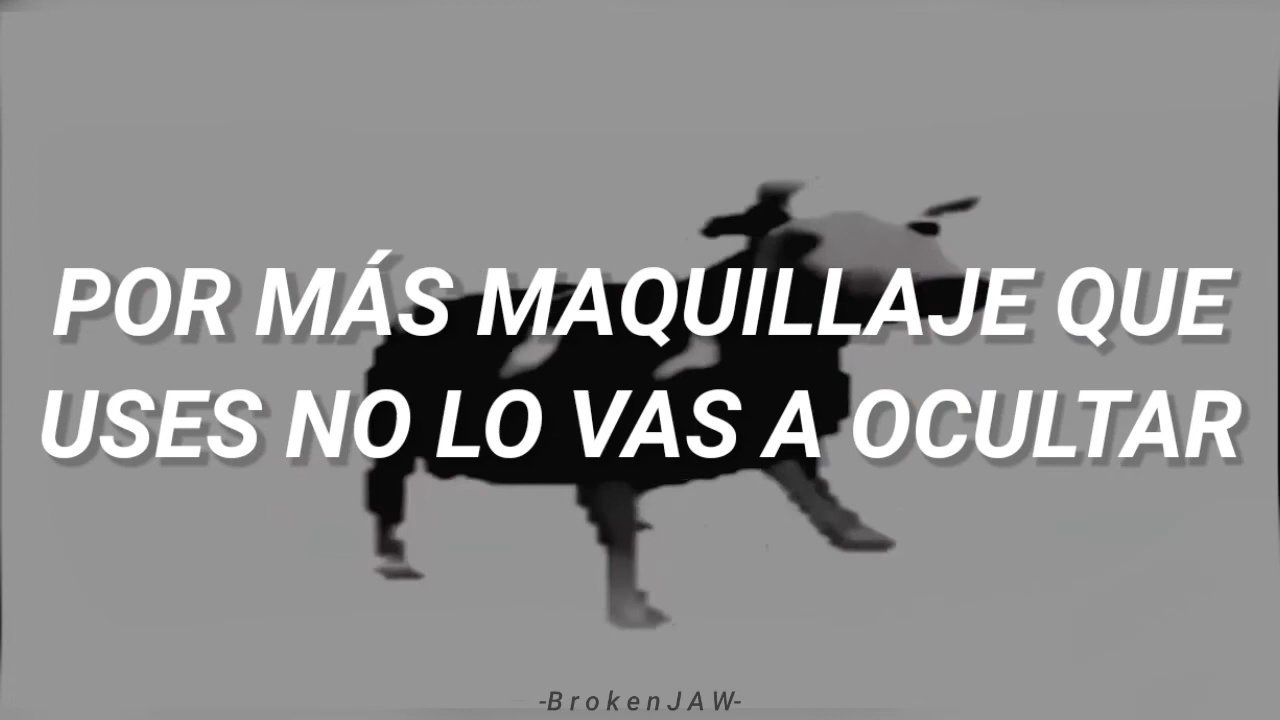 POR MÁS MAQUILLAJE QUE
USES NO LO VAS A OCULTAR
-BrokenJAW-